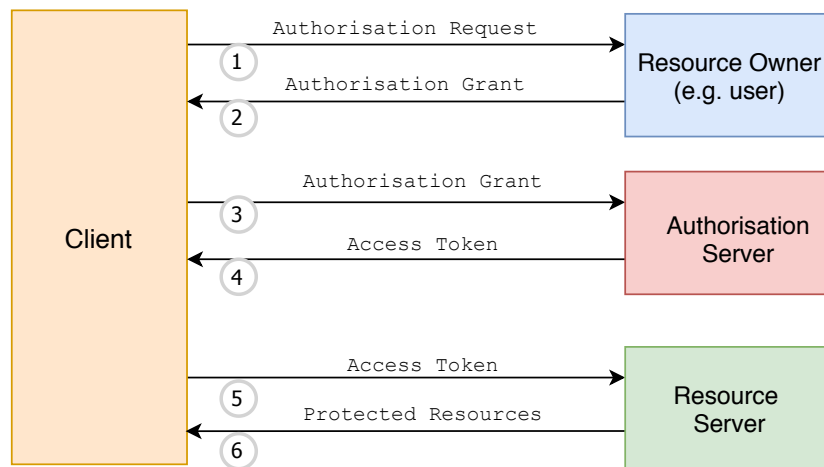 Authorisation Request
1
Resource Owner
(e.g. user)
Authorisation Grant
2
Authorisation Grant
3
Client
Authorisation
Server
Access Token
4
Access Token
5
Resource
Server
Protected Resources
6